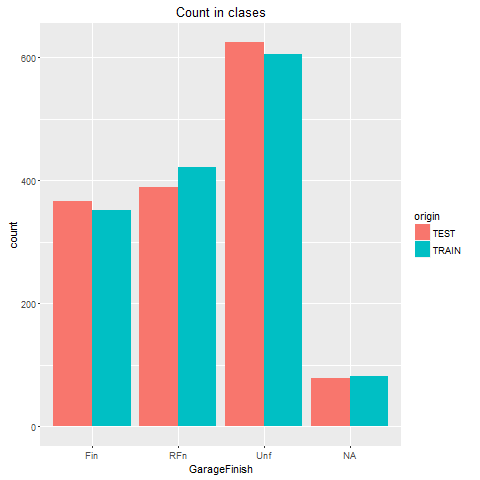 Count in clases
600
400
200
0
count
Fin RFn Unf NA
GarageFinish
origin
TEST
TRAIN